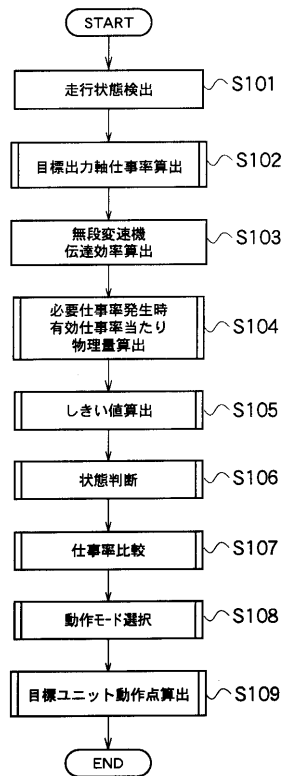 START
走行状態検出
S101
目標出力軸仕事率算出
S102
無段変速機
伝達効率算出
S103
必要仕事率発生時
有効仕事率当たり
物理量算出
S104
しきい値算出
S105
状態判断
S106
仕事率比較
S107
動作モード選択
S108
目標ユニット動作点算出
S109
END